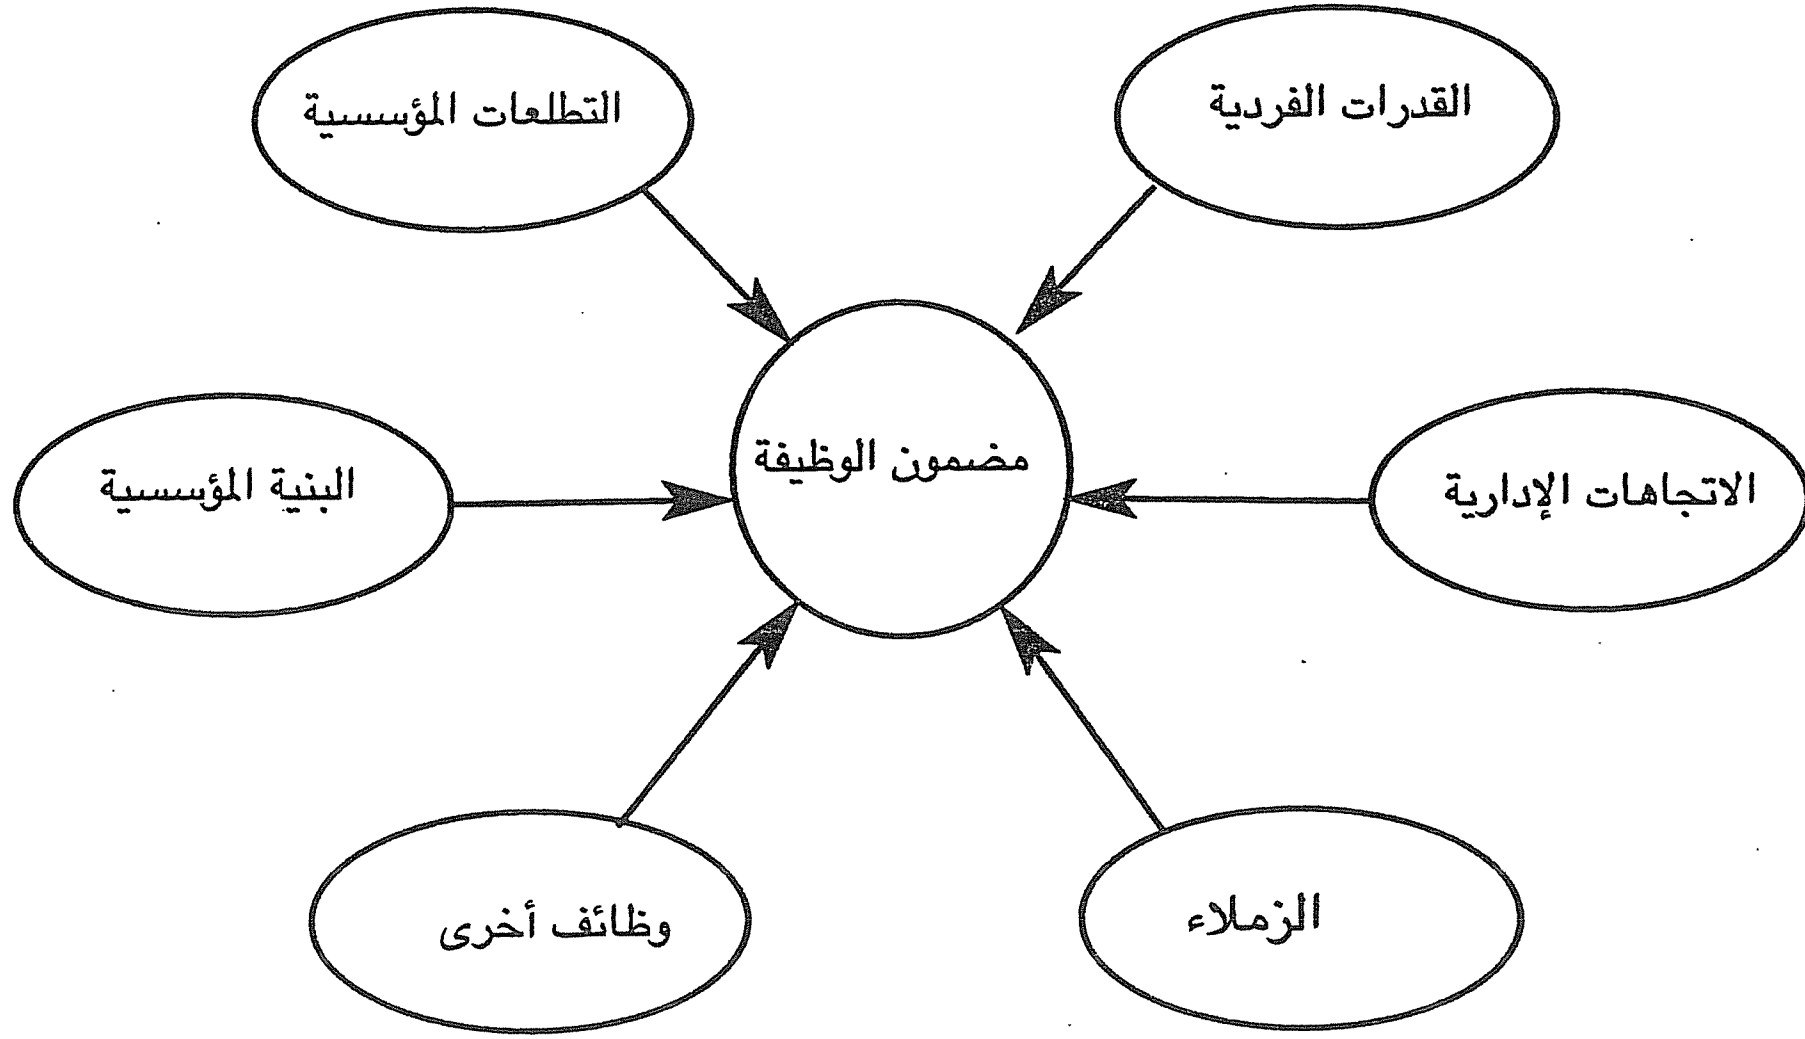 القدرات الفردية
التطلعات المؤسسية
الاتجاهات الإدارية
مضمون الوظيفة
البنية المؤسسية
الزملاء
وظائف أخرى